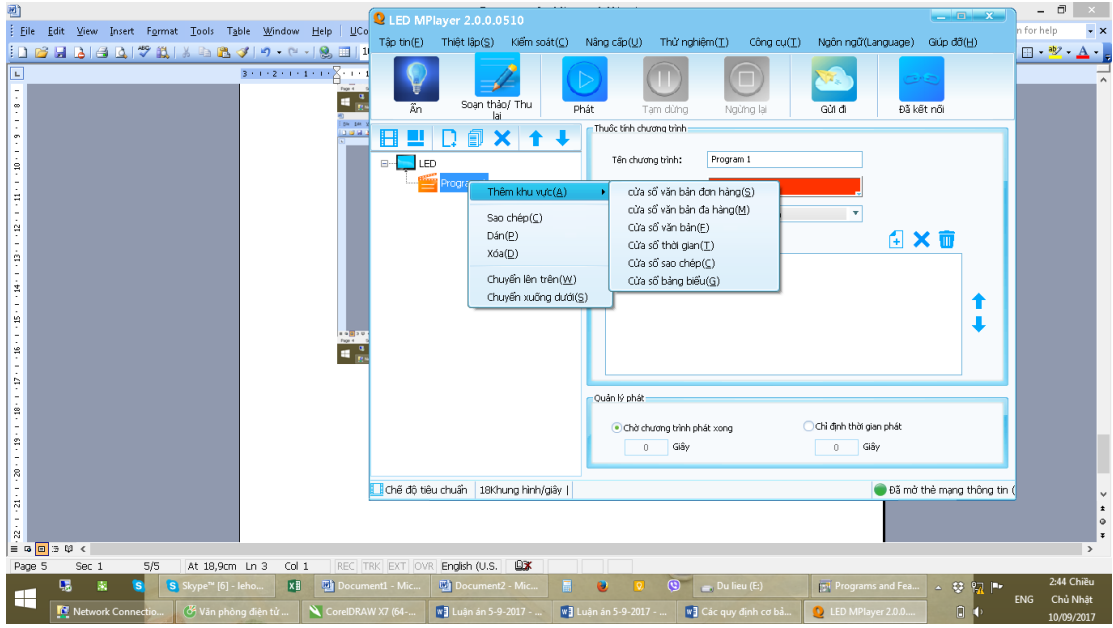 LED MPlayer 2.0.0.0510
File Edit View Insert Format Tools Table Window Help
Tập tin(F) Thiết lập(S) Kiểm soát(C) Nâng cấp(U) Thử nghiệm(T) Công cụ(T) Ngôn ngữ(Language) Giúp đỡ(H)
Ẩn
Soạn thảo/ Thu lại
Phát
Tạm dừng
Ngừng lại
Gửi đi
Đã kết nối
LED
Thêm khu vực(A)
Sao chép(C)
Dán(P)
Xóa(D)
Chuyển lên trên(W)
Chuyển xuống dưới(S)
cửa sổ văn bản đơn hàng(S)
cửa sổ văn bản đa hàng(M)
Cửa sổ văn bản(F)
Cửa sổ thời gian(T)
Cửa sổ sao chép(C)
Cửa sổ bảng biểu(G)
Thuộc tính chương trình
Tên chương trình: Program 1
Quản lý phát
Chờ chương trình phát xong
0 Giây
Chỉ định thời gian phát
0 Giây
Chế độ tiêu chuẩn 18Khung hình/giây |
Đã mở thẻ mạng thông tin (
Page 5 Sec 1 5/5 At 18,9cm Ln 3 Col 1 REC TRK EXT OVR English (U.S.
Skype™ [6] - leho... Document1 - Mic... Document2 - Mic... Du lieu (E:) Programs and Fea...
Network Connectio... Văn phòng điện tử ... CorelDRAW X7 (64-... Luận án 5-9-2017 - ... Luận án 5-9-2017 - ... Các quy định cơ bả... LED MPlayer 2.0.0....
ENG
2:44 Chiều
Chủ Nhật
10/09/2017